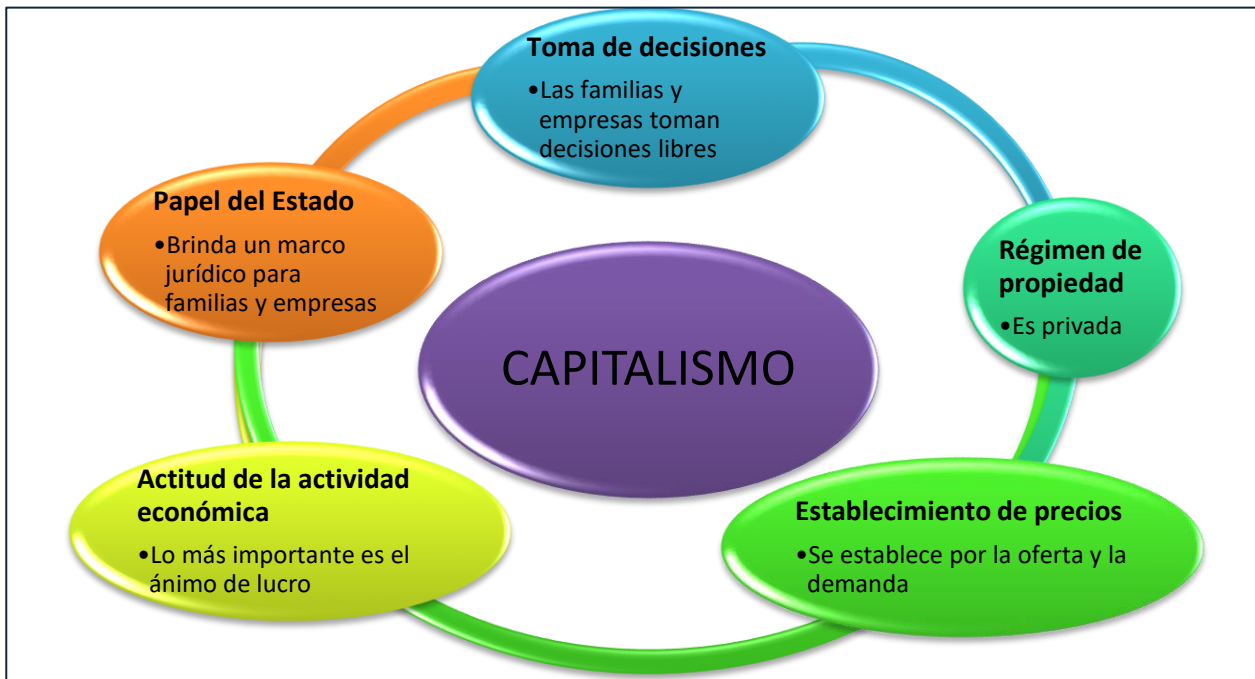 Toma de decisiones
•Las familias y
empresas toman
decisiones libres
Régimen de
propiedad
•Es privada
Establecimiento de precios
•Se establece por la oferta y la
demanda
Actitud de la actividad
económica
•Lo más importante es el
ánimo de lucro
Papel del Estado
•Brinda un marco
jurídico para
familias y empresas
CAPITALISMO